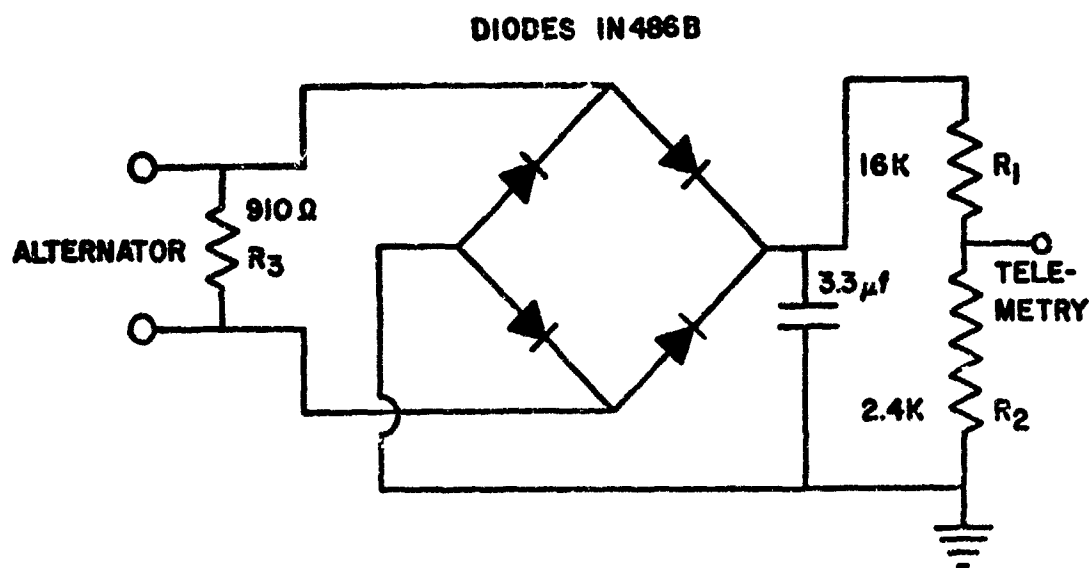 DIODES IN486B
16K
R1
910Ω
ALTERNATOR
R3
3.3μf
TELE-
METRY
2.4K
R2